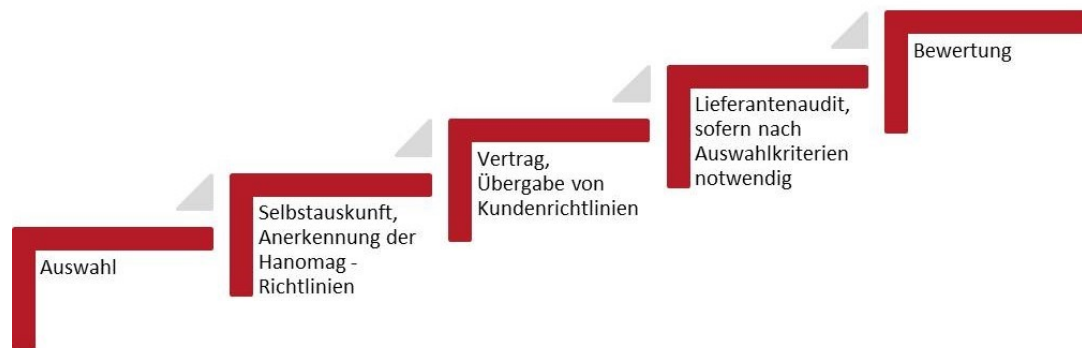 Auswahl
Selbstauskunft,
Anerkennung der
Hanomag -
Richtlinien
Vertrag,
Übergabe von
Kundenrichtlinien
Lieferantenaudit,
sofern nach
Auswahlkriterien
notwendig
Bewertung